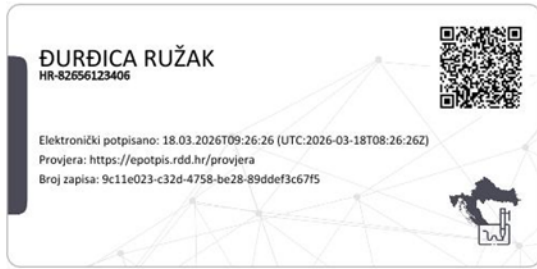 ĐURĐICA RUŽAK
HR-82656123406
Elektronički potpisano: 18.03.2026T09:26:26 (UTC:2026-03-18T08:26:26Z)
Provjera: https://epotpis.rdd.hr/provjera
Broj zapisa: 9c11e023-c32d-4758-be28-89ddef3c67f5